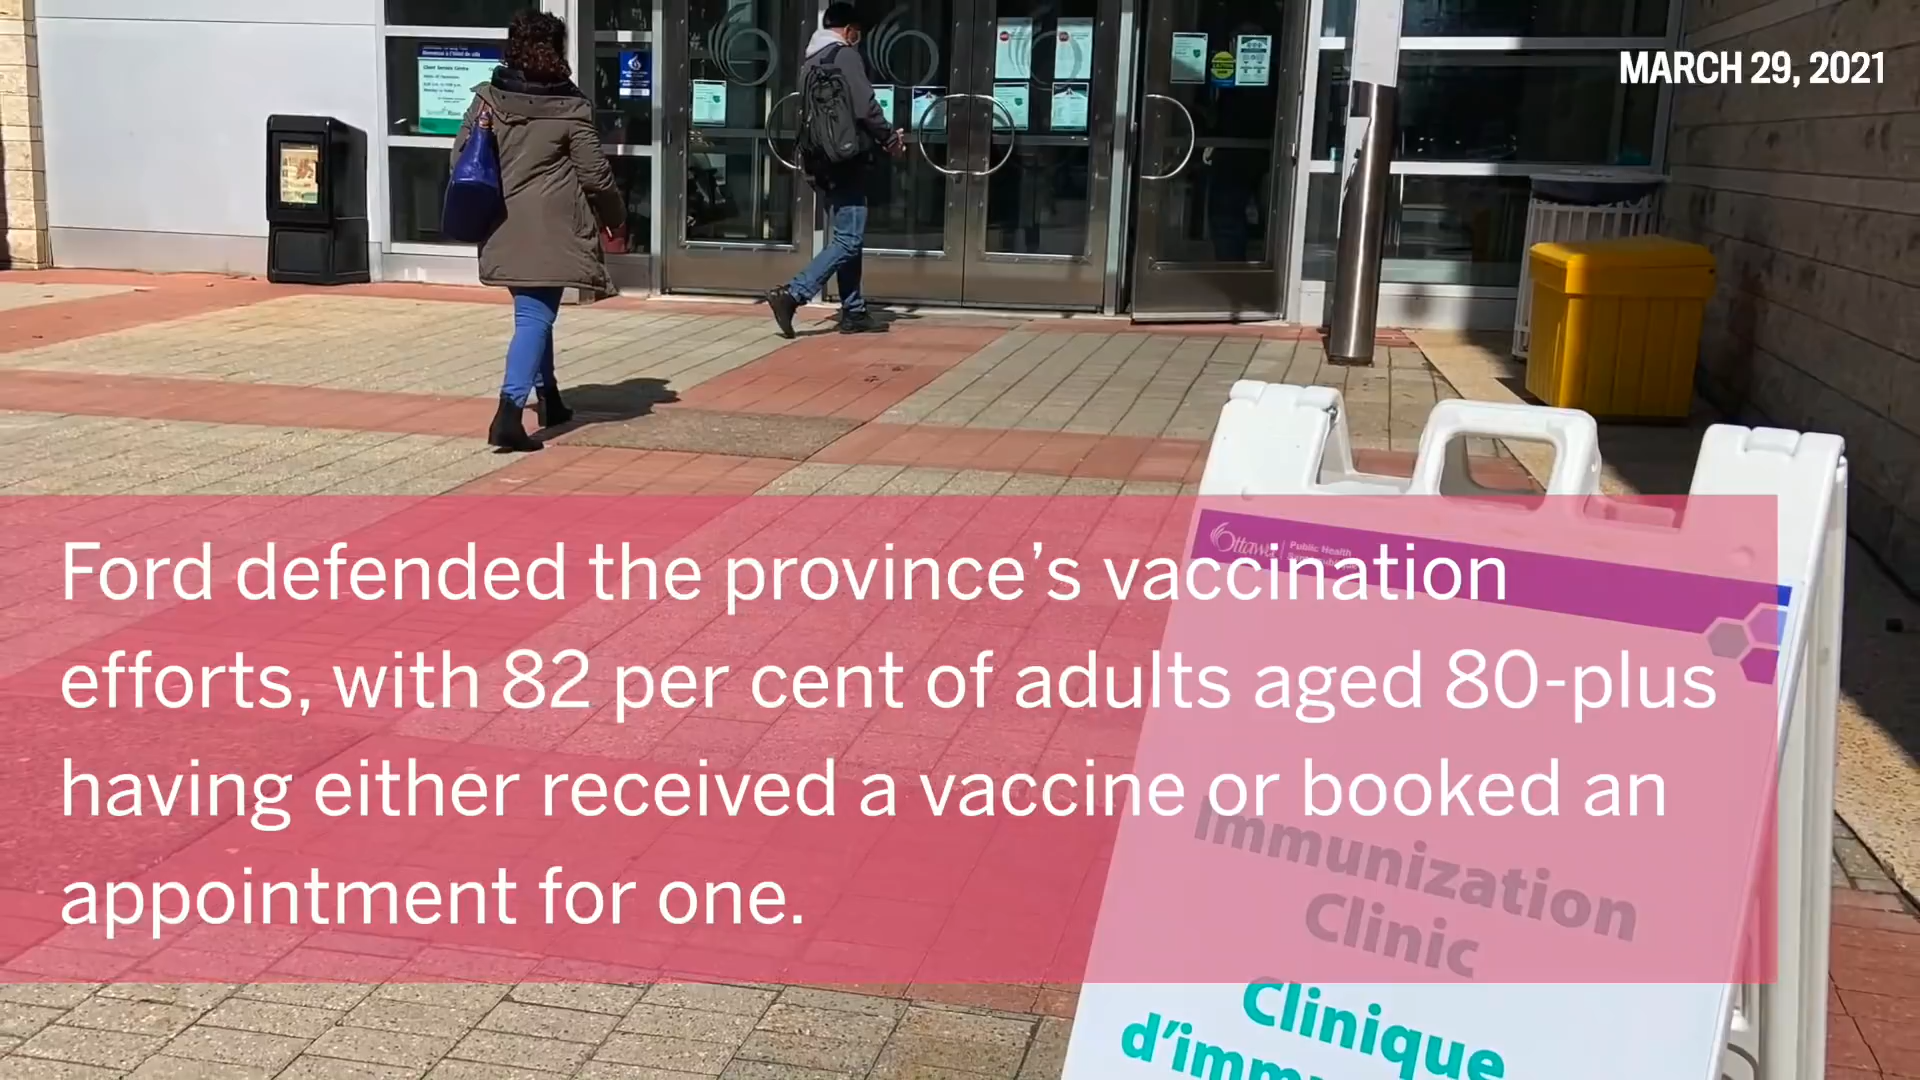 MARCH 29, 2021
Ford defended the province's vaccination
efforts, with 82 per cent of adults aged 80-plus
having either received a vaccine or booked an
appointment for one.
Ottawa
Public Health
Immunization
Clinic
Clinique